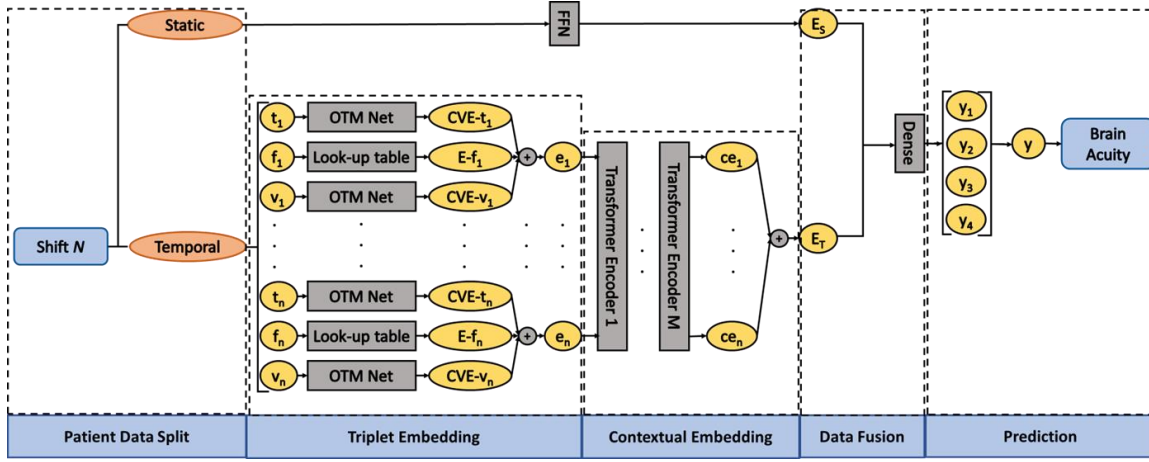 Static
FFN
E_S
t_1
OTM Net
CVE-t_1
f_1
Look-up table
E-f_1
+
e_1
v_1
OTM Net
CVE-v_1
Shift N
Temporal
t_n
OTM Net
CVE-t_n
f_n
Look-up table
E-f_n
+
e_n
v_n
OTM Net
CVE-v_n
Transformer Encoder 1
Transformer Encoder M
ce_1
ce_n
+
E_T
Dense
y_1
y_2
y_3
y_4
y
Brain
Acuity
Patient Data Split
Triplet Embedding
Contextual Embedding
Data Fusion
Prediction